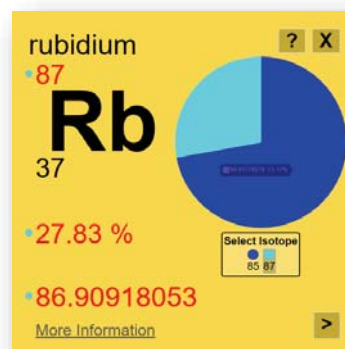 rubidium
? X
87
Rb
37
27.83 %
Select Isotope
85 87
86.90918053
More Information
>